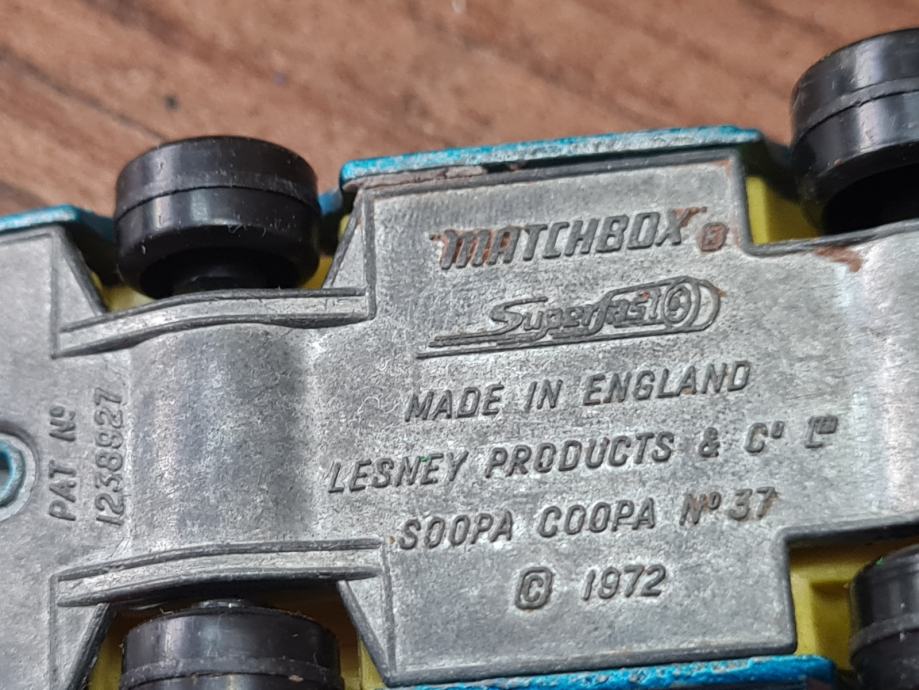 MATCHBOX ®
Superfast ®
MADE IN ENGLAND
LESNEY PRODUCTS & Cº Lᵀᴰ
SOOPA COOPA Nº 37
© 1972
PAT Nº
1238927